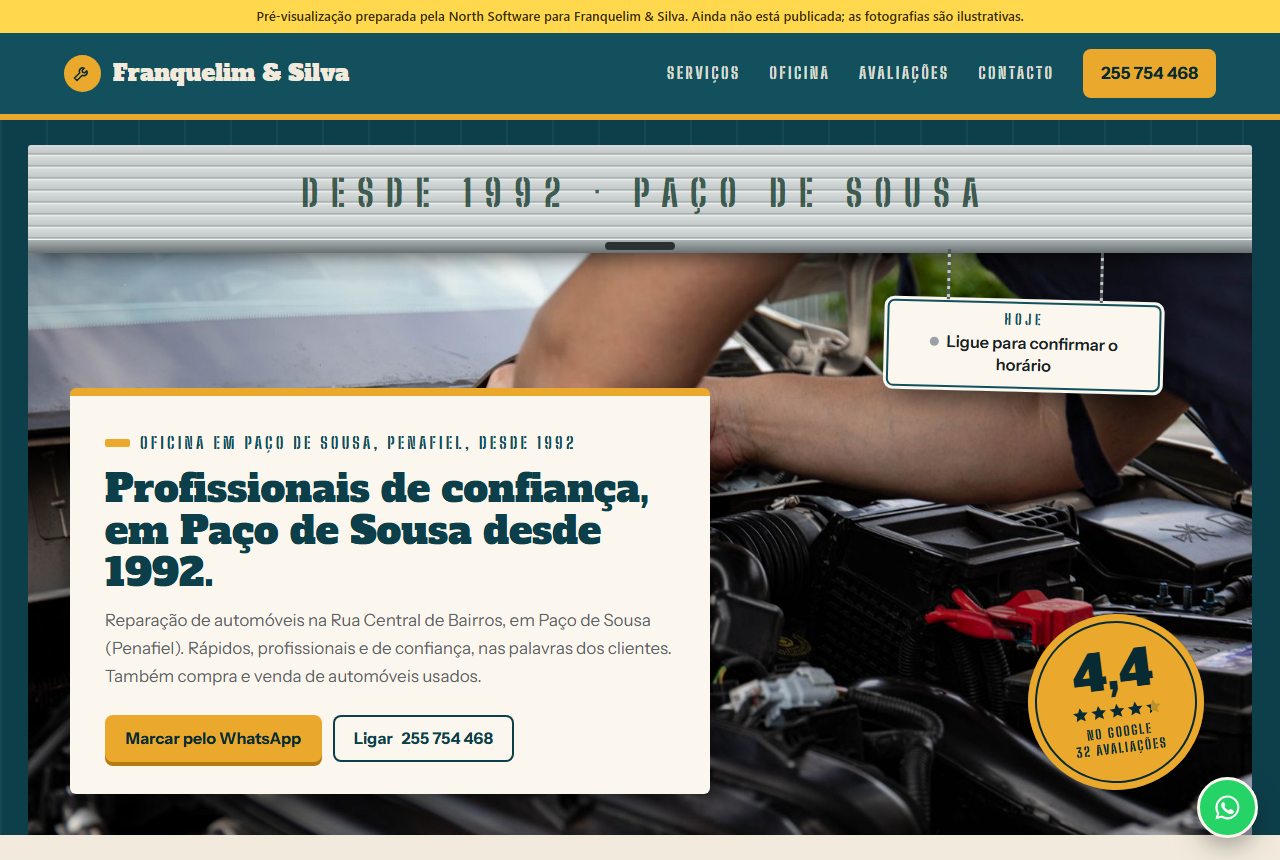 Pré-visualização preparada pela North Software para Franquelim & Silva. Ainda não está publicada; as fotografias são ilustrativas.
Franquelim & Silva
SERVIÇOS
OFICINA
AVALIAÇÕES
CONTACTO
255 754 468
DESDE 1992 · PAÇO DE SOUSA
HOJE
Ligue para confirmar o
horário
OFICINA EM PAÇO DE SOUSA, PENAFIEL, DESDE 1992
Profissionais de confiança,
em Paço de Sousa desde
1992.
Reparação de automóveis na Rua Central de Bairros, em Paço de Sousa
(Penafiel). Rápidos, profissionais e de confiança, nas palavras dos clientes.
Também compra e venda de automóveis usados.
Marcar pelo WhatsApp
Ligar 255 754 468
4,4
NO GOOGLE
32 AVALIAÇÕES